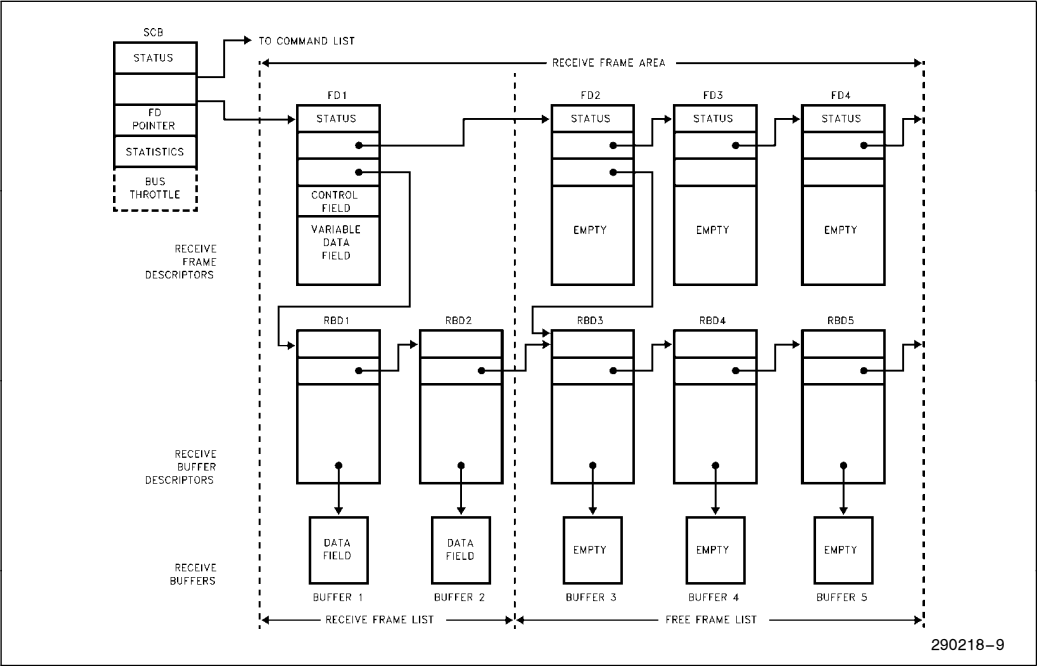 SCB
STATUS
FD
POINTER
STATISTICS
BUS
THROTTLE
TO COMMAND LIST
RECEIVE FRAME AREA
FD1
STATUS
CONTROL
FIELD
VARIABLE
DATA
FIELD
FD2
STATUS
EMPTY
FD3
STATUS
EMPTY
FD4
STATUS
EMPTY
RECEIVE
FRAME
DESCRIPTORS
RBD1
RBD2
RBD3
RBD4
RBD5
RECEIVE
BUFFER
DESCRIPTORS
DATA
FIELD
DATA
FIELD
EMPTY
EMPTY
EMPTY
RECEIVE
BUFFERS
BUFFER 1
BUFFER 2
BUFFER 3
BUFFER 4
BUFFER 5
RECEIVE FRAME LIST
FREE FRAME LIST
290218–9